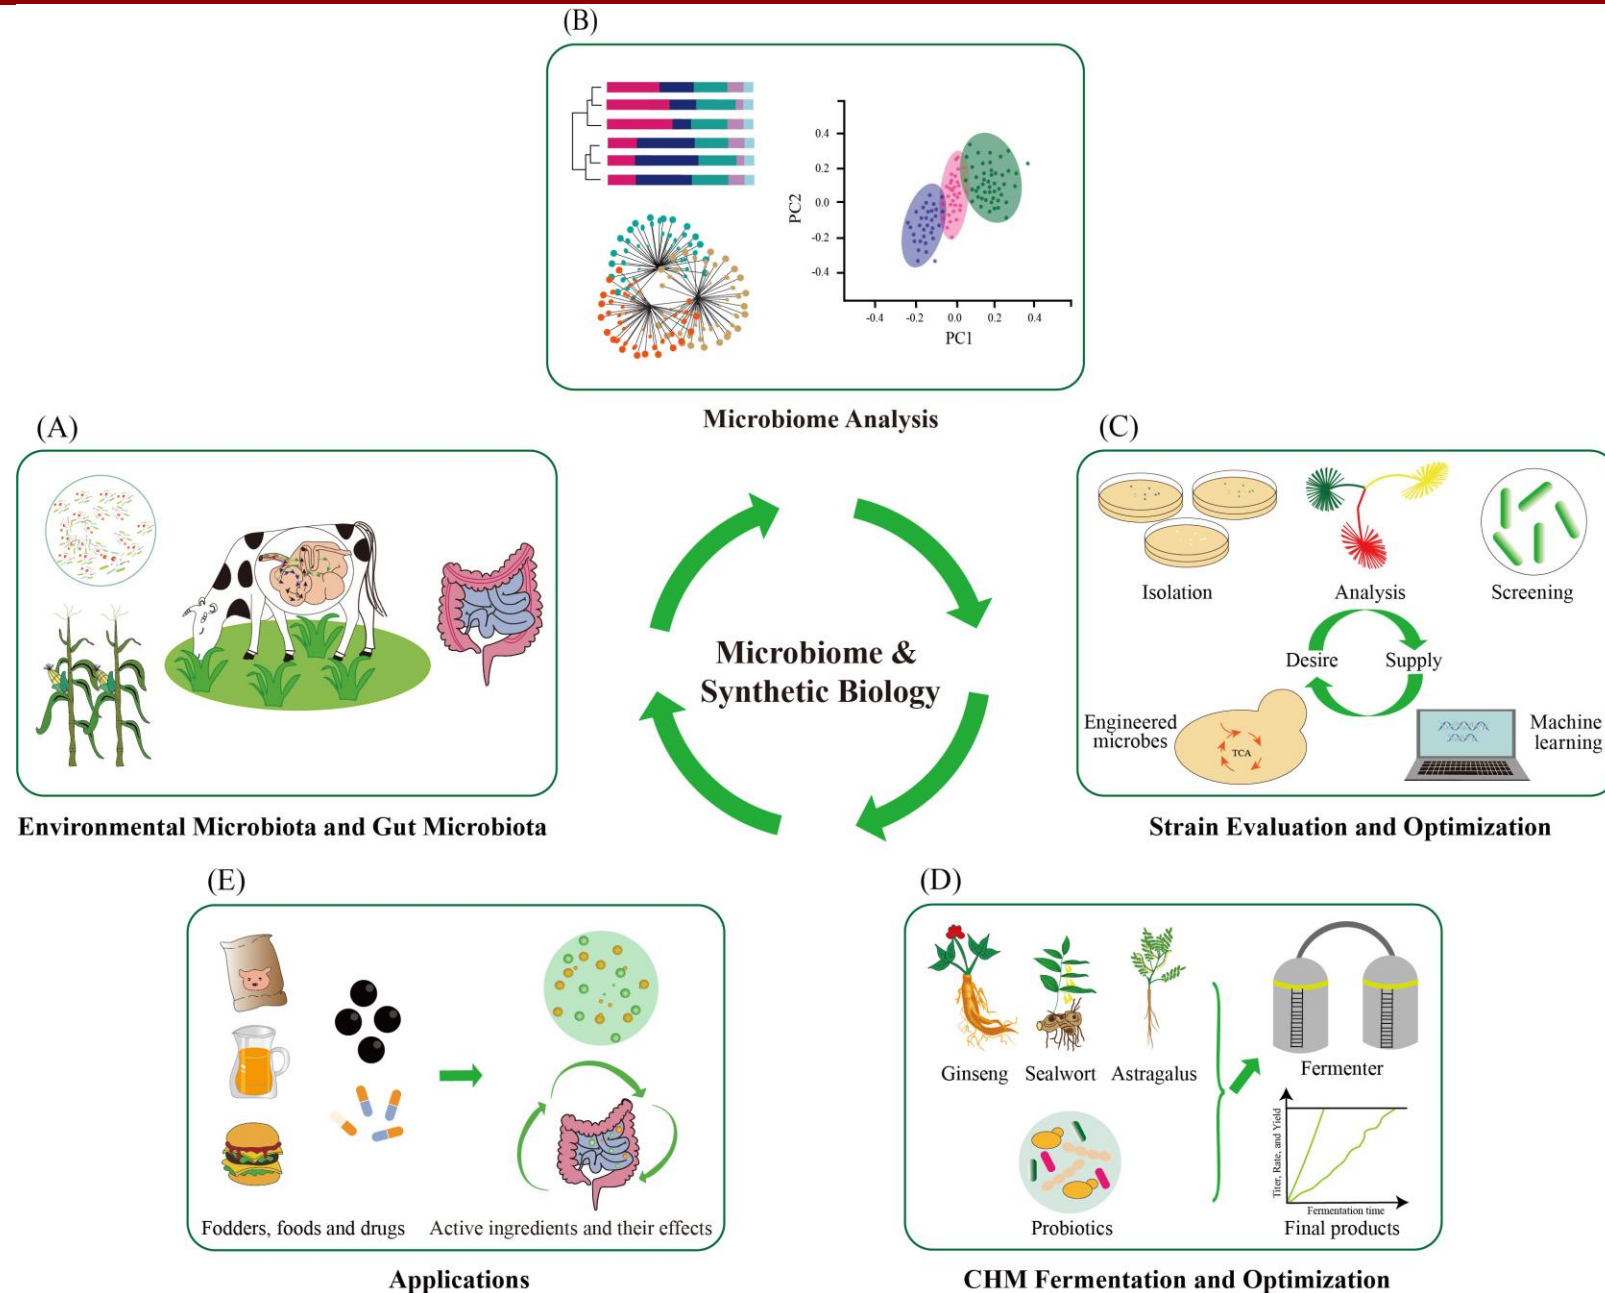 (B)
0.4
0.2
0.0
-0.2
-0.4
PC2
-0.4 -0.2 0.0 0.2 0.4
PC1
Microbiome Analysis
(A)
Environmental Microbiota and Gut Microbiota
Microbiome &
Synthetic Biology
(C)
Isolation
Analysis
Screening
Desire
Supply
Engineered
microbes
TCA
Machine
learning
Strain Evaluation and Optimization
(E)
Fodders, foods and drugs
Active ingredients and their effects
Applications
(D)
Ginseng
Sealwort
Astragalus
Probiotics
Fermenter
Titer, Rate, and Yield
Fermentation time
Final products
CHM Fermentation and Optimization